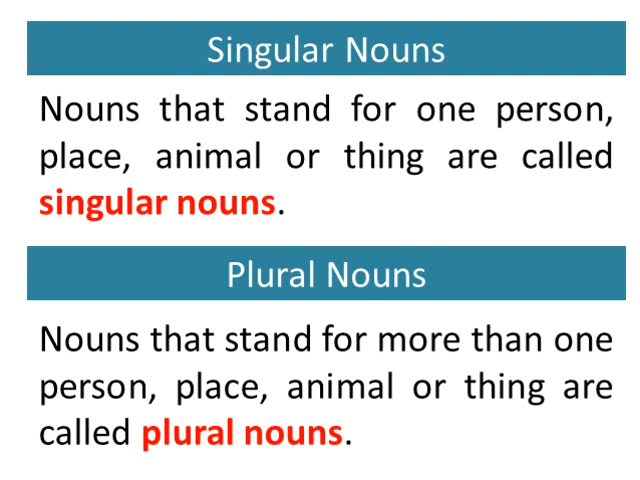 Singular Nouns
Nouns that stand for one person,
place, animal or thing are called
singular nouns.
Plural Nouns
Nouns that stand for more than one
person, place, animal or thing are
called plural nouns.